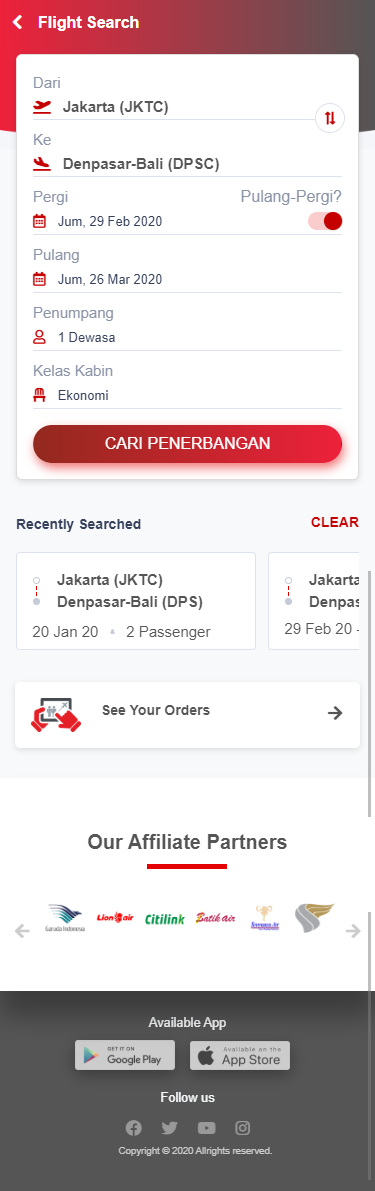 Flight Search
Dari
Jakarta (JKTC)
Ke
Denpasar-Bali (DPSC)
Pergi
Pulang-Pergi?
Jum, 29 Feb 2020
Pulang
Jum, 26 Mar 2020
Penumpang
1 Dewasa
Kelas Kabin
Ekonomi
CARI PENERBANGAN
Recently Searched
CLEAR
Jakarta (JKTC)
Denpasar-Bali (DPS)
20 Jan 20
2 Passenger
Jakarta
Denpas
29 Feb 20 -
See Your Orders
Our Affiliate Partners
Garuda Indonesia
Lion air
Citilink
Batik air
Sriwijaya Air
Available App
GET IT ON
Google Play
Available on the
App Store
Follow us
Copyright © 2020 Allrights reserved.